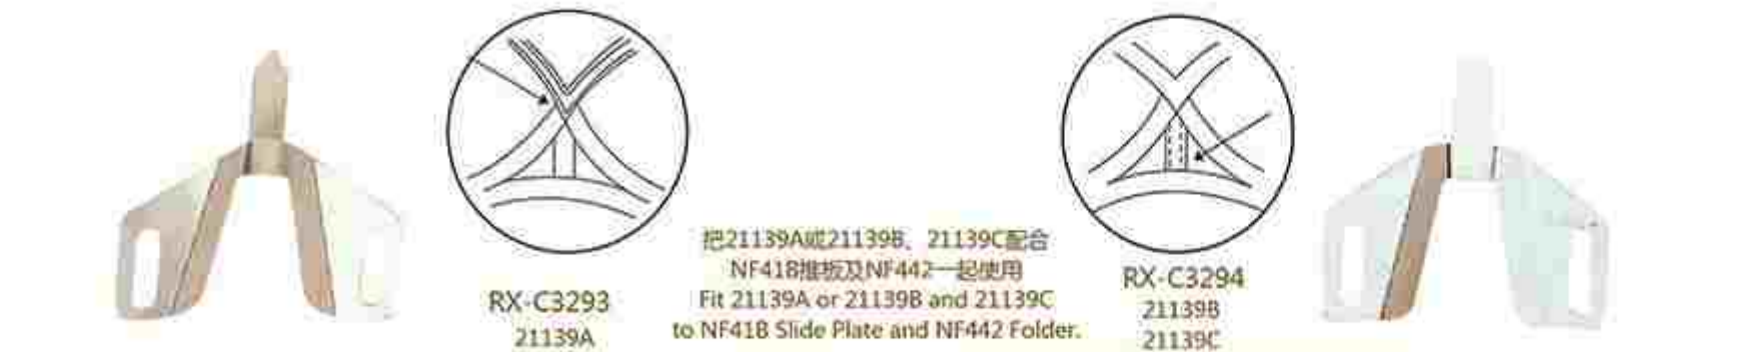 RX-C3293
21139A
把21139A或21139B、21139C配合
NF41B推板及NF442一起使用
Fit 21139A or 21139B and 21139C
to NF41B Slide Plate and NF442 Folder.
RX-C3294
21139B
21139C